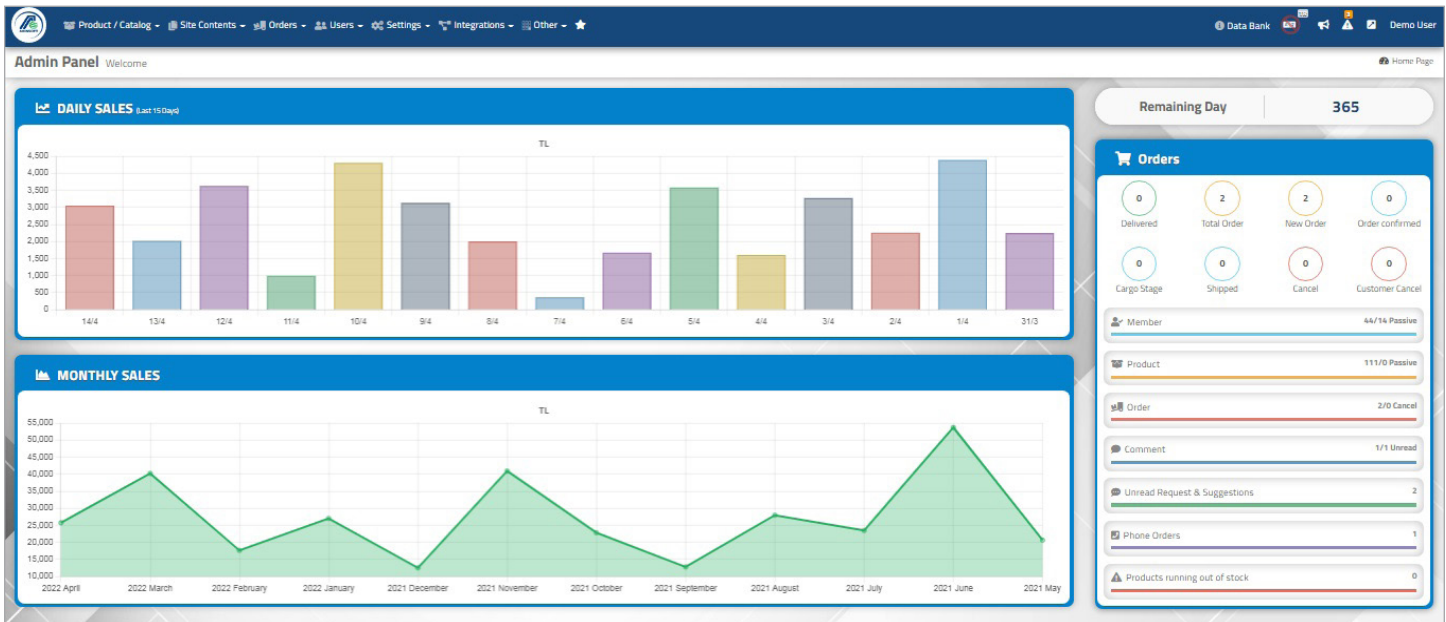 Product / Catalog Site Contents Orders Users Settings Integrations Other Data Bank 3 Demo User
Admin Panel Welcome Home Page
DAILY SALES (Last 15 Days)
TL
4,500
4,000
3,500
3,000
2,500
2,000
1,500
1,000
500
0
14/4 13/4 12/4 11/4 10/4 9/4 8/4 7/4 6/4 5/4 4/4 3/4 2/4 1/4 31/3
MONTHLY SALES
TL
55,000
50,000
45,000
40,000
35,000
30,000
25,000
20,000
15,000
10,000
2022 April 2022 March 2022 February 2022 January 2021 December 2021 November 2021 October 2021 September 2021 August 2021 July 2021 June 2021 May
Remaining Day 365
Orders
0 2 2 0
Delivered Total Order New Order Order confirmed
0 0 0 0
Cargo Stage Shipped Cancel Customer Cancel
Member 44/14 Passive
Product 111/0 Passive
Order 2/0 Cancel
Comment 1/1 Unread
Unread Request & Suggestions 2
Phone Orders 1
Products running out of stock 0